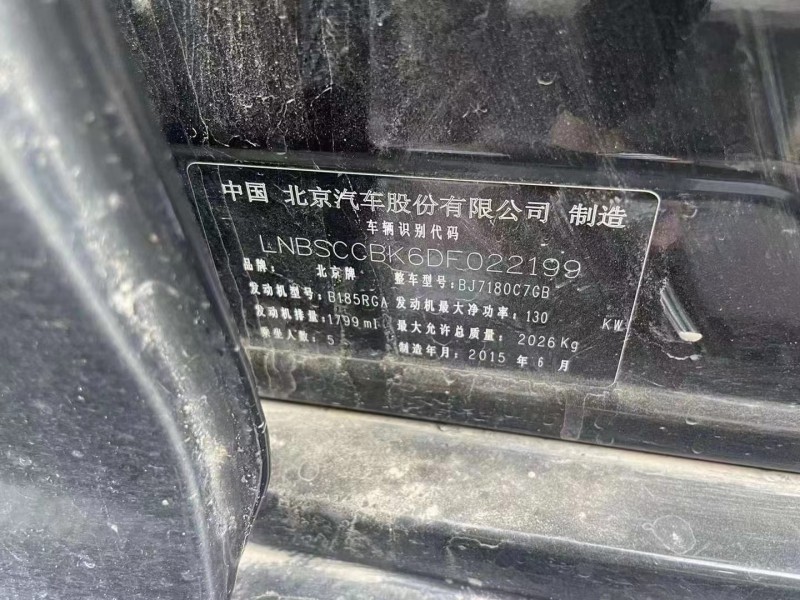 中国 北京汽车股份有限公司 制造
车辆识别代码
LNBSCCBK6DF022199
品牌: 北京牌 整车型号: BJ7180C7GB
发动机型号: B185RGA 发动机最大净功率: 130 KW
发动机排量: 1799 ml 最大允许总质量: 2026 Kg
乘坐人数: 5 制造年月: 2015 年 6 月